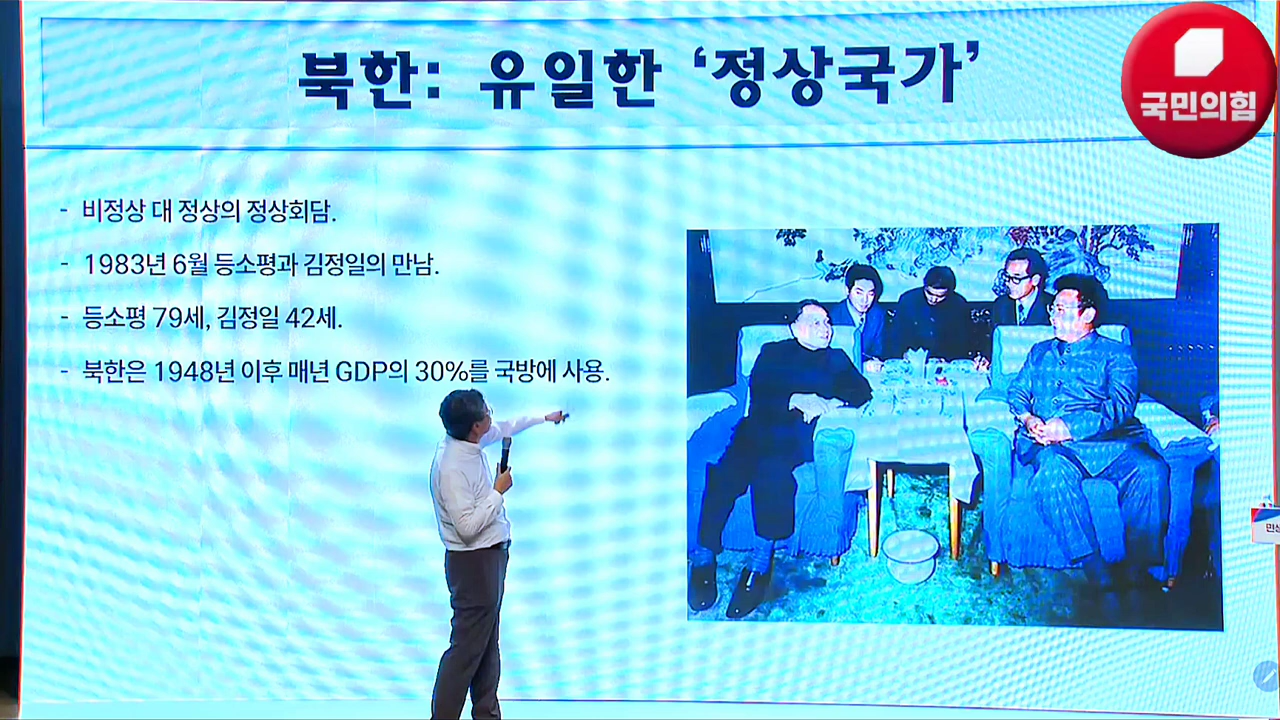 북한: 유일한 ‘정상국가’
국민의힘
- 비정상 대 정상의 정상회담.
- 1983년 6월 등소평과 김정일의 만남.
- 등소평 79세, 김정일 42세.
- 북한은 1948년 이후 매년 GDP의 30%를 국방에 사용.